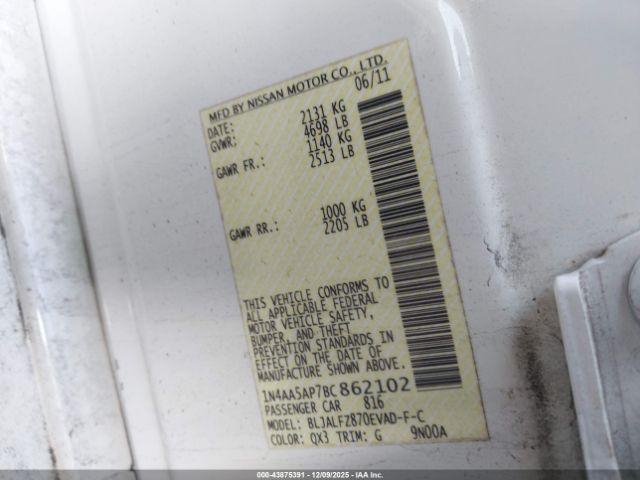 MFD BY NISSAN MOTOR CO., LTD.
DATE: 06/11
GVWR: 2131 KG
4698 LB
GAWR FR.: 1140 KG
2513 LB
GAWR RR.: 1000 KG
2205 LB
THIS VEHICLE CONFORMS TO
ALL APPLICABLE FEDERAL
MOTOR VEHICLE SAFETY,
BUMPER, AND THEFT
PREVENTION STANDARDS IN
EFFECT ON THE DATE OF
MANUFACTURE SHOWN ABOVE.
1N4AA5AP7BC862102
PASSENGER CAR 816
MODEL: BLJALFZ870EVAD-F-C
COLOR: QX3 TRIM: G 9N00A
000-43875391 - 12/09/2025 - IAAI.com